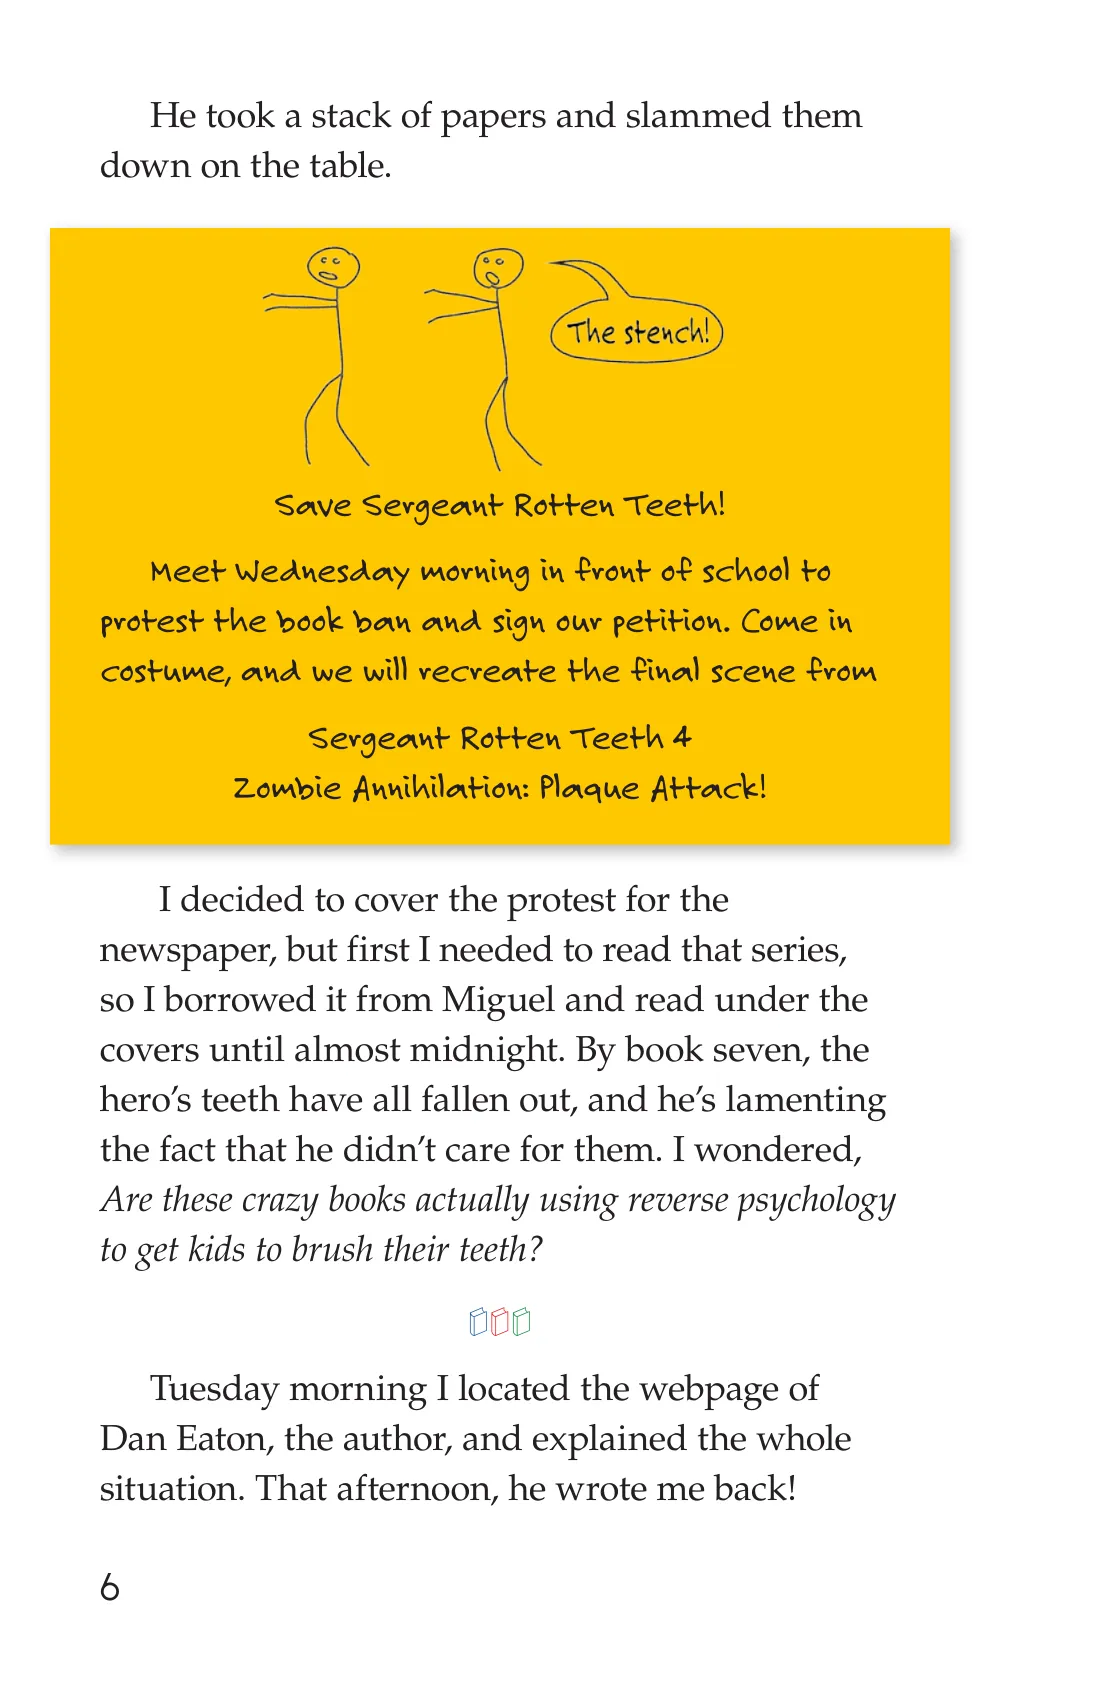 He took a stack of papers and slammed them
down on the table.
The stench!
Save Sergeant Rotten Teeth!
Meet Wednesday morning in front of school to
protest the book ban and sign our petition. Come in
costume, and we will recreate the final scene from
Sergeant Rotten Teeth 4
Zombie Annihilation: Plaque Attack!
I decided to cover the protest for the
newspaper, but first I needed to read that series,
so I borrowed it from Miguel and read under the
covers until almost midnight. By book seven, the
hero’s teeth have all fallen out, and he’s lamenting
the fact that he didn’t care for them. I wondered,
Are these crazy books actually using reverse psychology
to get kids to brush their teeth?
Tuesday morning I located the webpage of
Dan Eaton, the author, and explained the whole
situation. That afternoon, he wrote me back!
6